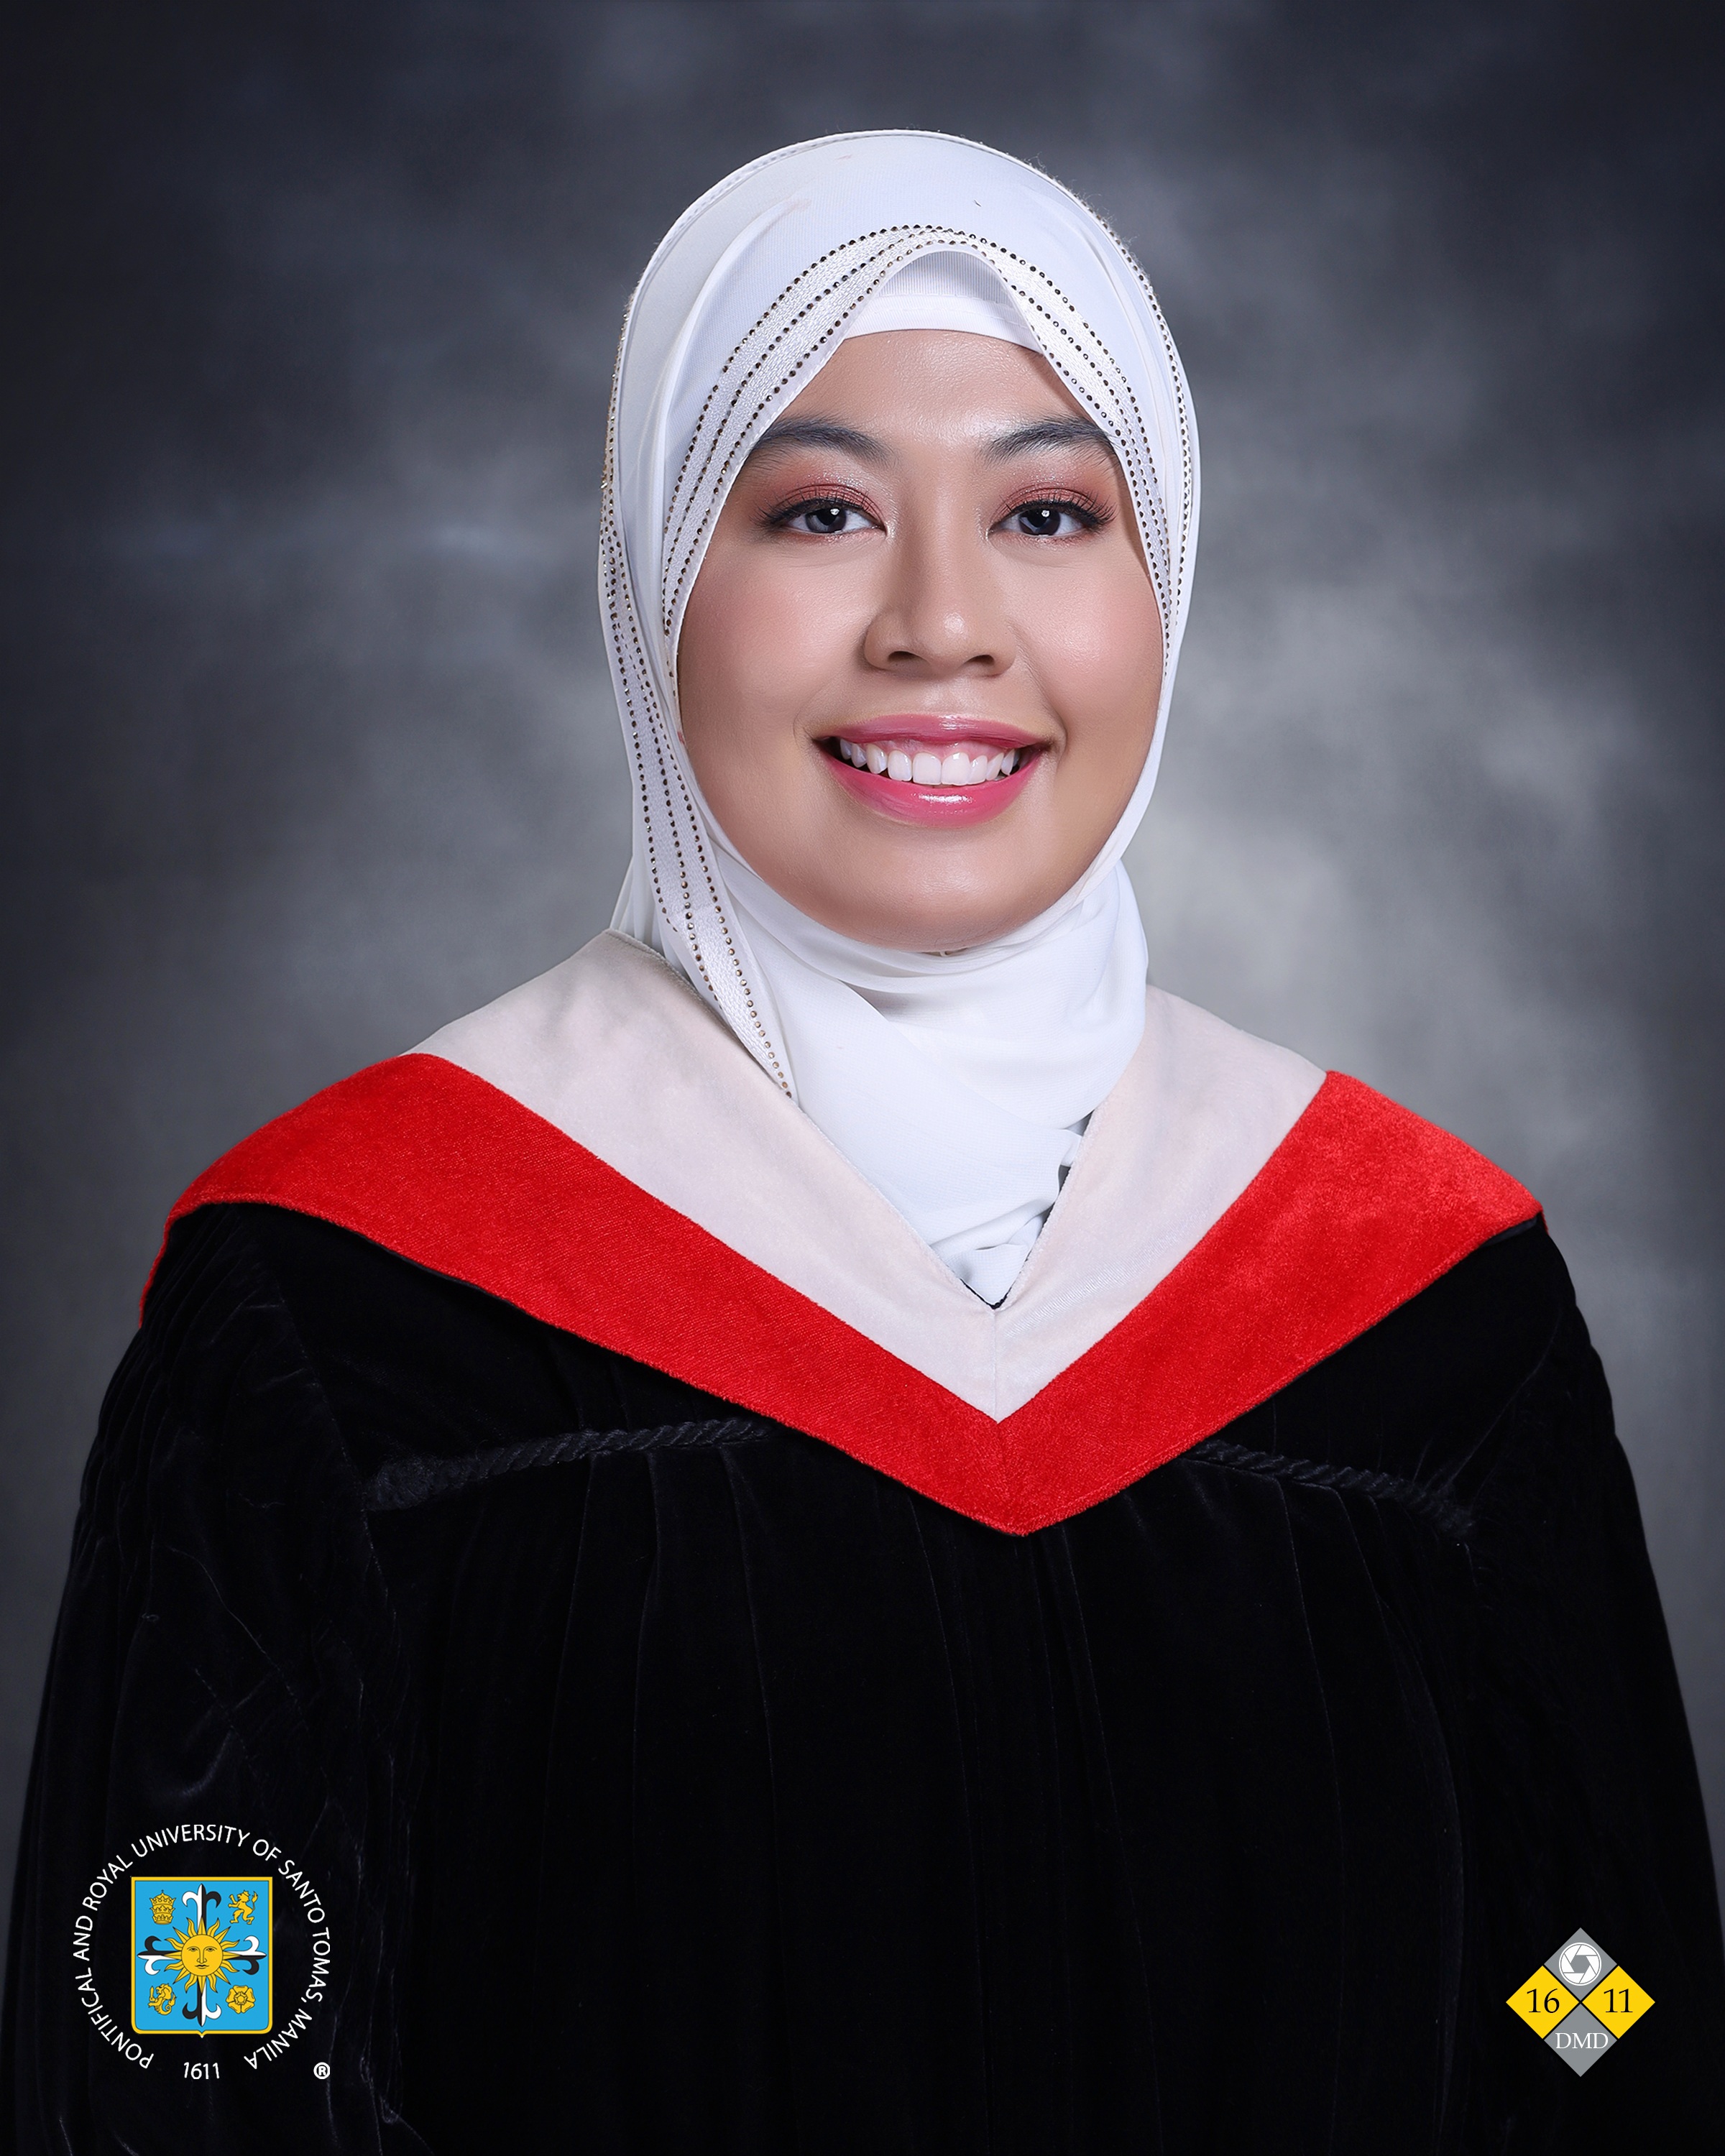 PONTIFICAL AND ROYAL UNIVERSITY OF SANTO TOMAS, MANILA
1611
®
16 11
DMD